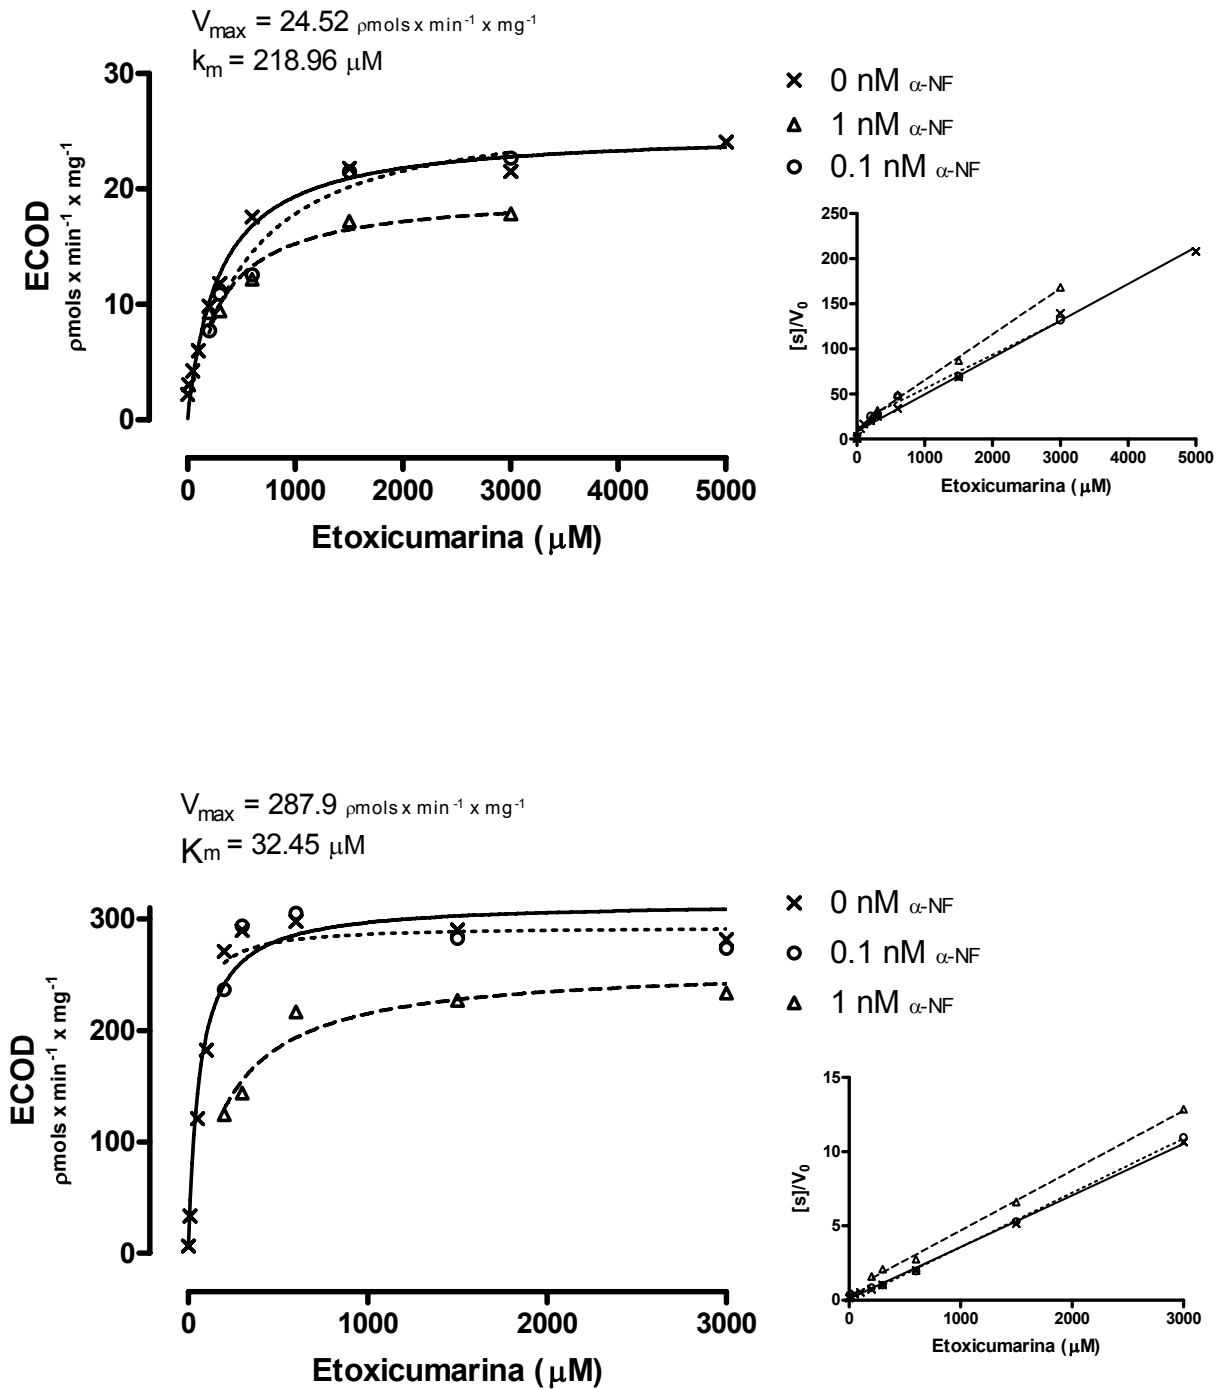 Vmax = 24.52 ρmols x min⁻¹ x mg⁻¹
km = 218.96 μM
30
20
10
0
ECOD
ρmols x min⁻¹ x mg⁻¹
0 1000 2000 3000 4000 5000
Etoxicumarina (μM)
0 nM α-NF
1 nM α-NF
0.1 nM α-NF
250
200
150
100
50
0
[s]/V₀
0 1000 2000 3000 4000 5000
Etoxicumarina (μM)
Vmax = 287.9 ρmols x min⁻¹ x mg⁻¹
Km = 32.45 μM
300
200
100
0
ECOD
ρmols x min⁻¹ x mg⁻¹
0 1000 2000 3000
Etoxicumarina (μM)
0 nM α-NF
0.1 nM α-NF
1 nM α-NF
15
10
5
0
[s]/V₀
0 1000 2000 3000
Etoxicumarina (μM)